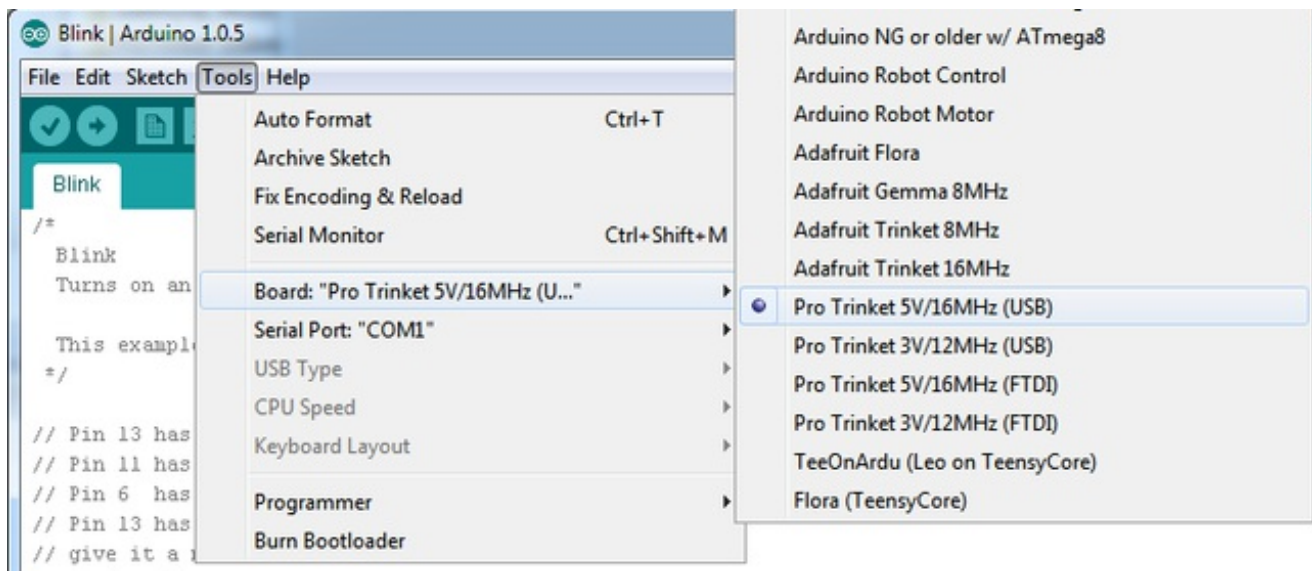 Blink | Arduino 1.0.5
File Edit Sketch Tools Help
Blink
/*
Blink
Turns on an
This exampl
*/
// Pin 13 has
// Pin 11 has
// Pin 6 has
// Pin 13 has
// give it a
Auto Format Ctrl+T
Archive Sketch
Fix Encoding & Reload
Serial Monitor Ctrl+Shift+M
Board: "Pro Trinket 5V/16MHz (U..."
Serial Port: "COM1"
USB Type
CPU Speed
Keyboard Layout
Programmer
Burn Bootloader
Arduino NG or older w/ ATmega8
Arduino Robot Control
Arduino Robot Motor
Adafruit Flora
Adafruit Gemma 8MHz
Adafruit Trinket 8MHz
Adafruit Trinket 16MHz
Pro Trinket 5V/16MHz (USB)
Pro Trinket 3V/12MHz (USB)
Pro Trinket 5V/16MHz (FTDI)
Pro Trinket 3V/12MHz (FTDI)
TeeOnArdu (Leo on TeensyCore)
Flora (TeensyCore)